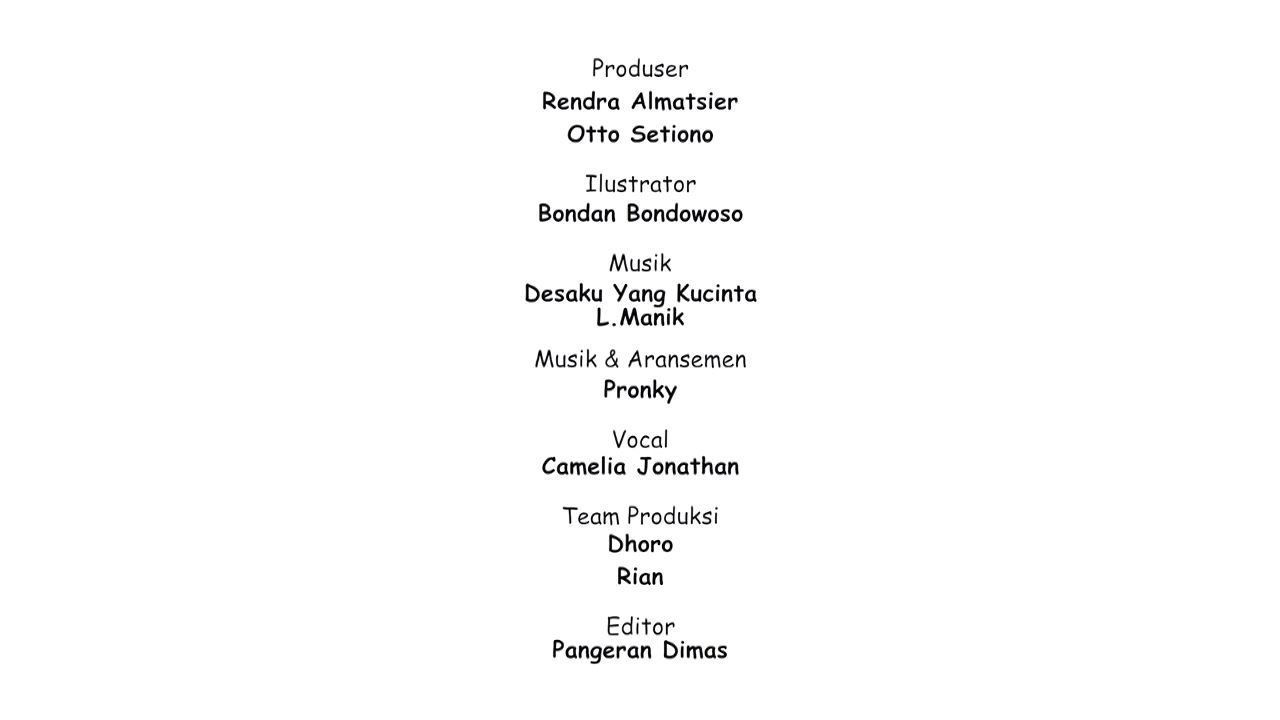 Produser
Rendra Almatsier
Otto Setiono
Ilustrator
Bondan Bondowoso
Musik
Desaku Yang Kucinta
L.Manik
Musik & Aransemen
Pronky
Vocal
Camelia Jonathan
Team Produksi
Dhoro
Rian
Editor
Pangeran Dimas